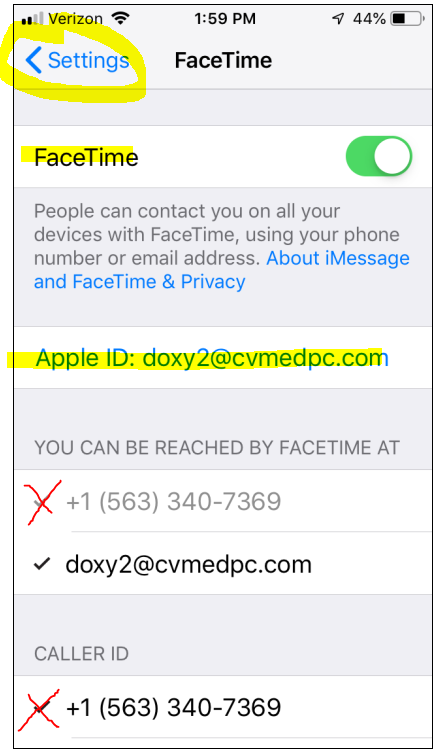 Verizon 1:59 PM 44%
Settings FaceTime
FaceTime
People can contact you on all your
devices with FaceTime, using your phone
number or email address. About iMessage
and FaceTime & Privacy
Apple ID: doxy2@cvmedpc.com
YOU CAN BE REACHED BY FACETIME AT
+1 (563) 340-7369
doxy2@cvmedpc.com
CALLER ID
+1 (563) 340-7369